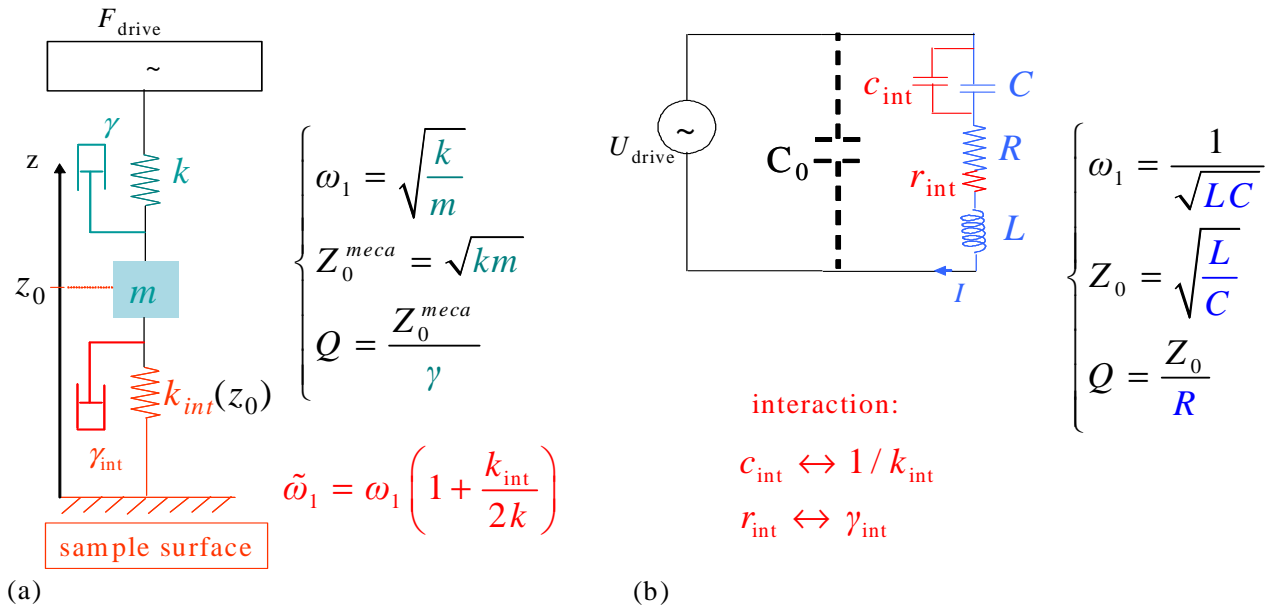 F_drive
~
γ
z
k
z_0
m
k_int(z_0)
γ_int
sample surface
ω_1 = √(k/m)
Z_0^meca = √(km)
Q = Z_0^meca / γ
ω̃_1 = ω_1 (1 + k_int / 2k)
(a)
U_drive
~
C_0
c_int
C
R
r_int
L
I
ω_1 = 1 / √(LC)
Z_0 = √(L/C)
Q = Z_0 / R
interaction:
c_int ↔ 1 / k_int
r_int ↔ γ_int
(b)